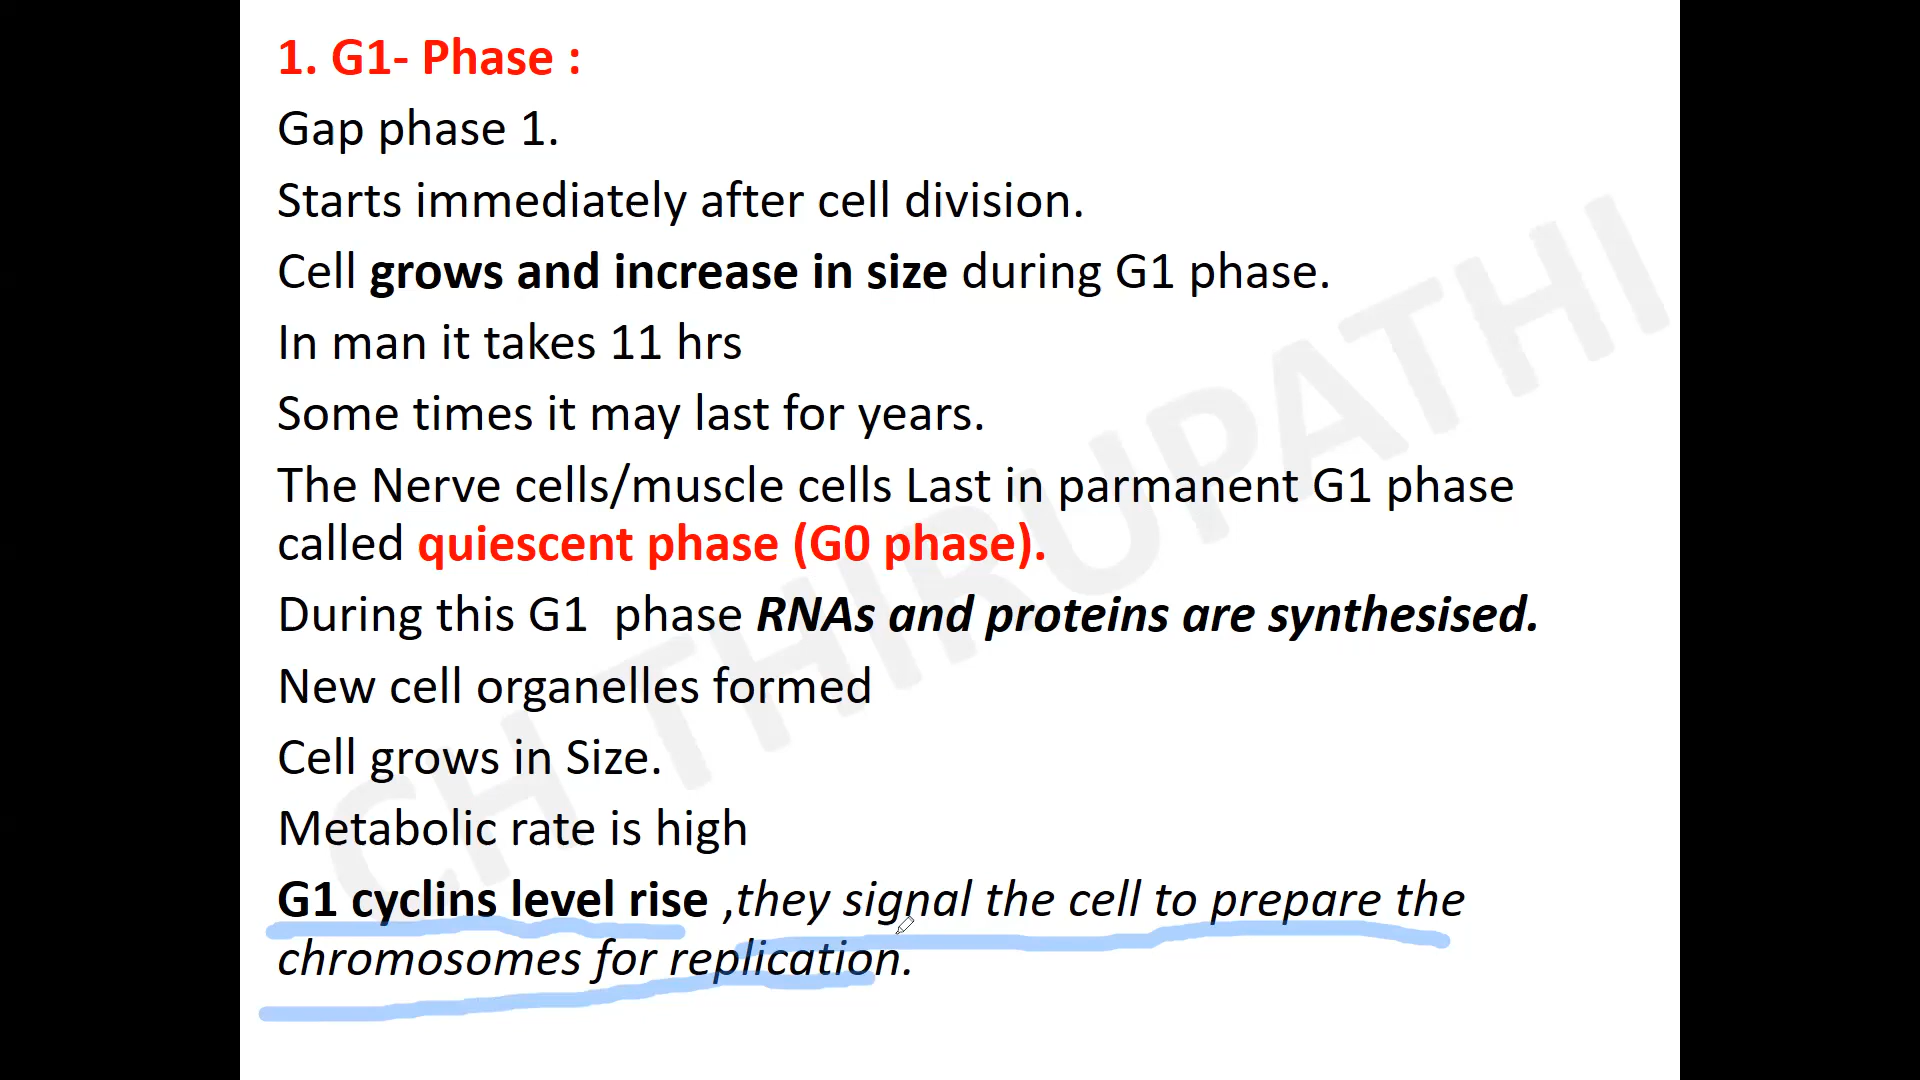 1. G1- Phase :
Gap phase 1.
Starts immediately after cell division.
Cell grows and increase in size during G1 phase.
In man it takes 11 hrs
Some times it may last for years.
The Nerve cells/muscle cells Last in parmanent G1 phase
called quiescent phase (G0 phase).
During this G1  phase RNAs and proteins are synthesised.
New cell organelles formed
Cell grows in Size.
Metabolic rate is high
G1 cyclins level rise ,they signal the cell to prepare the
chromosomes for replication.
CH THIRUPATHI